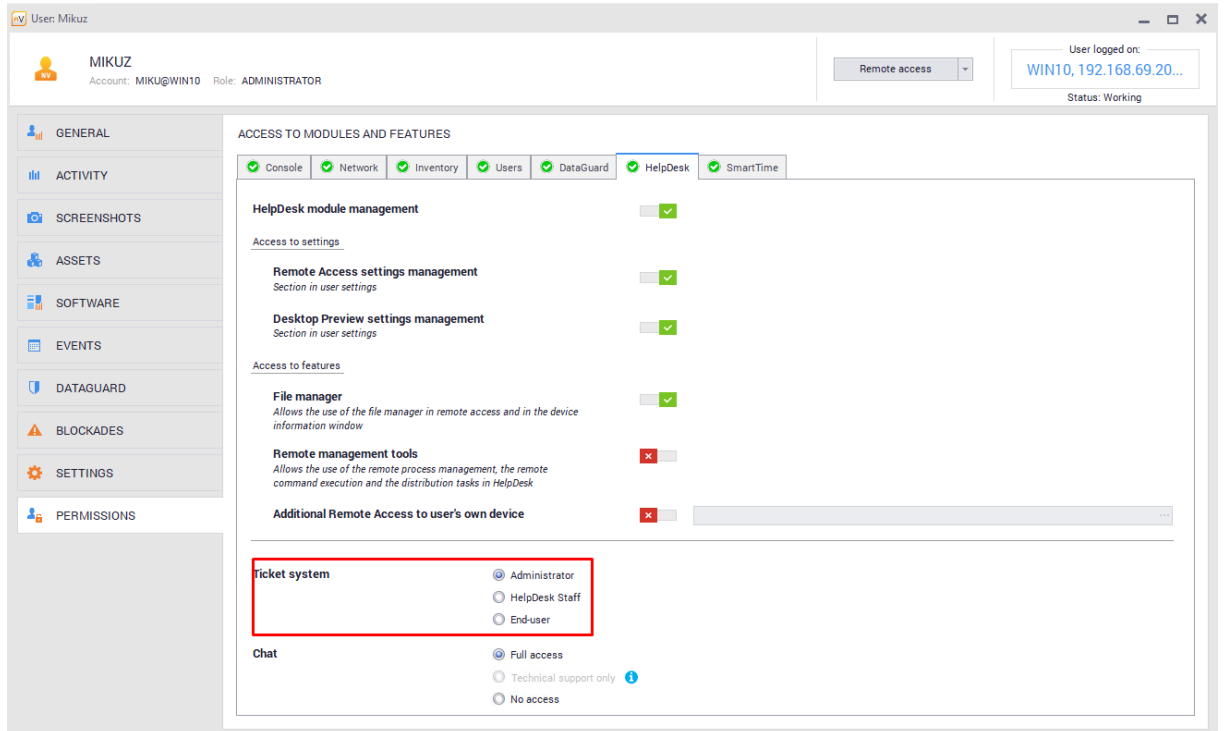 nV User: Mikuz
NV
MIKUZ
Account: MIKU@WIN10 Role: ADMINISTRATOR
Remote access
User logged on:
WIN10, 192.168.69.20...
Status: Working
GENERAL
ACTIVITY
SCREENSHOTS
ASSETS
SOFTWARE
EVENTS
DATAGUARD
BLOCKADES
SETTINGS
PERMISSIONS
ACCESS TO MODULES AND FEATURES
Console Network Inventory Users DataGuard HelpDesk SmartTime
HelpDesk module management
Access to settings
Remote Access settings management
Section in user settings
Desktop Preview settings management
Section in user settings
Access to features
File manager
Allows the use of the file manager in remote access and in the device
information window
Remote management tools
Allows the use of the remote process management, the remote
command execution and the distribution tasks in HelpDesk
Additional Remote Access to user's own device
...
Ticket system
Administrator
HelpDesk Staff
End-user
Chat
Full access
Technical support only
No access